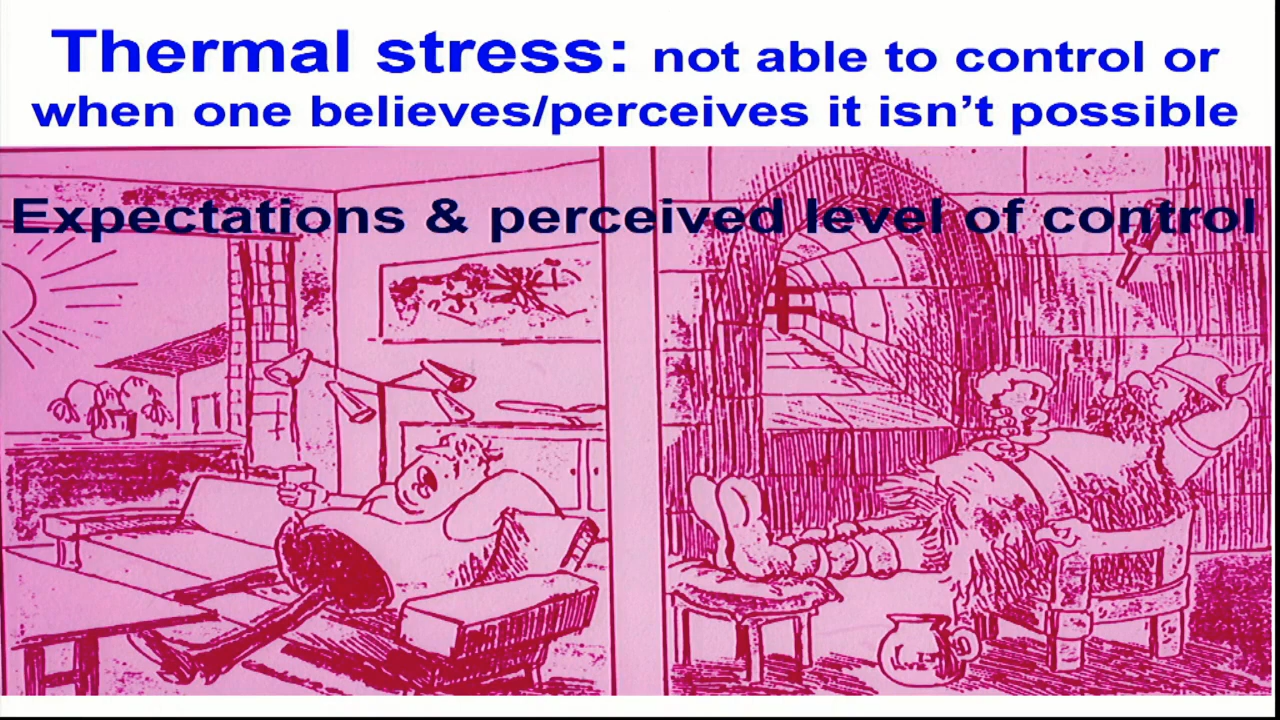 Thermal stress: not able to control or
when one believes/perceives it isn’t possible
Expectations & perceived level of control